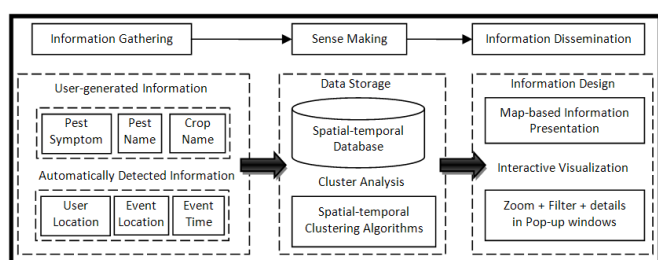 Information Gathering
Sense Making
Information Dissemination
User-generated Information
Pest
Symptom
Pest
Name
Crop
Name
Automatically Detected Information
User
Location
Event
Location
Event
Time
Data Storage
Spatial-temporal
Database
Cluster Analysis
Spatial-temporal
Clustering Algorithms
Information Design
Map-based Information
Presentation
Interactive Visualization
Zoom + Filter + details
in Pop-up windows